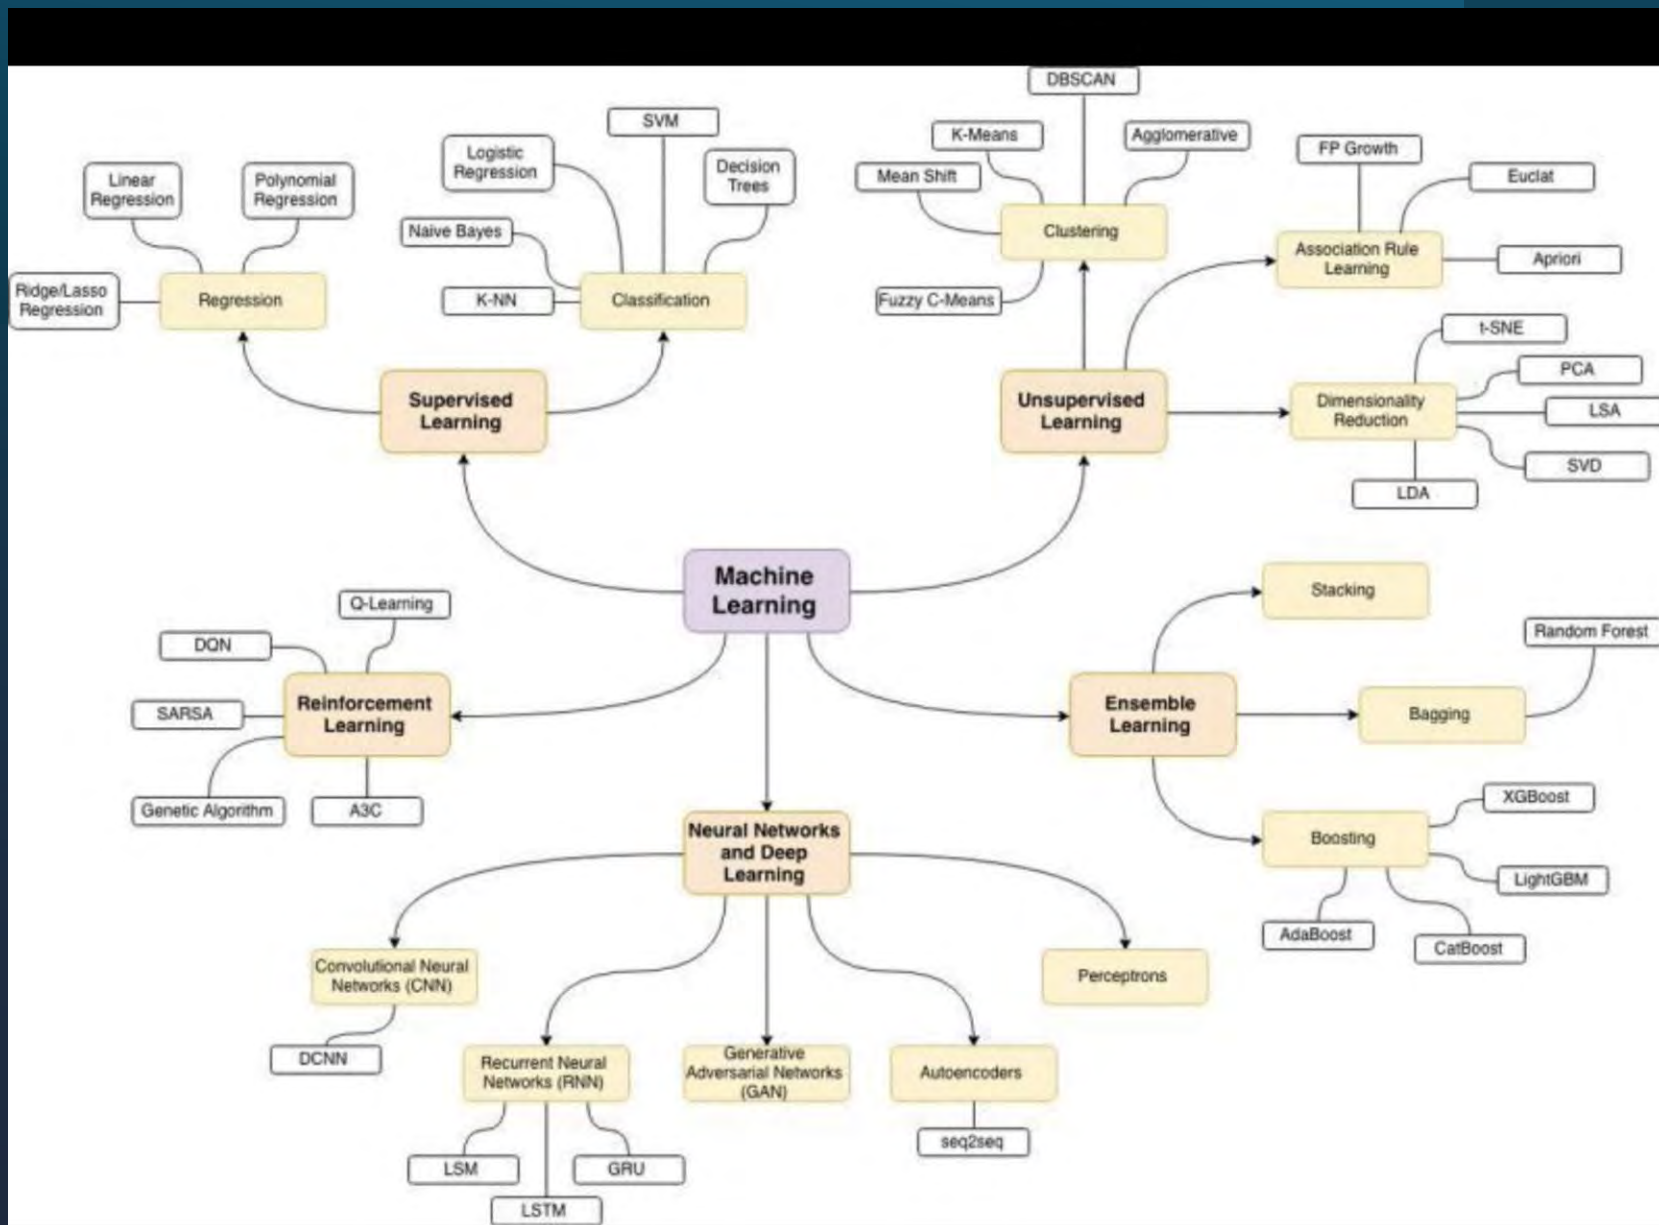 DBSCAN
SVM
K-Means
Agglomerative
FP Growth
Logistic
Regression
Decision
Trees
Linear
Regression
Polynomial
Regression
Mean Shift
Euclat
Naive Bayes
Clustering
Association Rule
Learning
Apriori
Ridge/Lasso
Regression
Regression
K-NN
Classification
Fuzzy C-Means
t-SNE
PCA
Supervised
Learning
Unsupervised
Learning
Dimensionality
Reduction
LSA
SVD
LDA
Machine
Learning
Stacking
Q-Learning
DQN
Random Forest
SARSA
Reinforcement
Learning
Ensemble
Learning
Bagging
Genetic Algorithm
A3C
XGBoost
Neural Networks
and Deep
Learning
Boosting
LightGBM
AdaBoost
CatBoost
Convolutional Neural
Networks (CNN)
Perceptrons
DCNN
Recurrent Neural
Networks (RNN)
Generative
Adversarial Networks
(GAN)
Autoencoders
seq2seq
LSM
GRU
LSTM